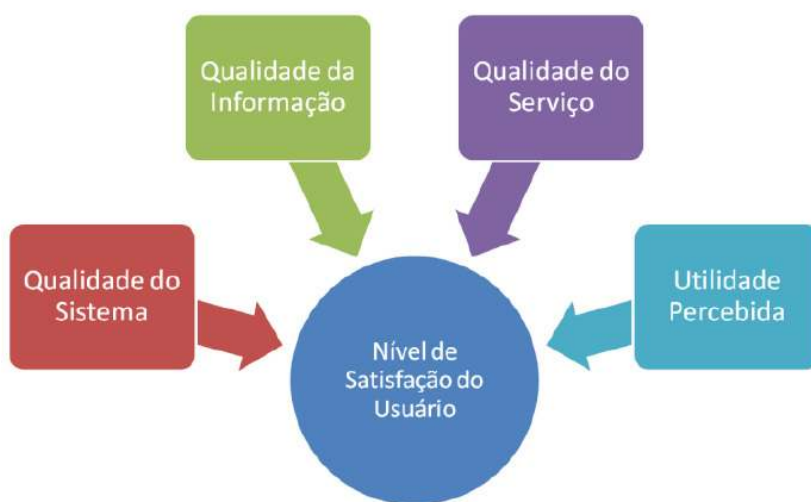 Qualidade da
Informação
Qualidade do
Serviço
Qualidade do
Sistema
Utilidade
Percebida
Nível de
Satisfação do
Usuário